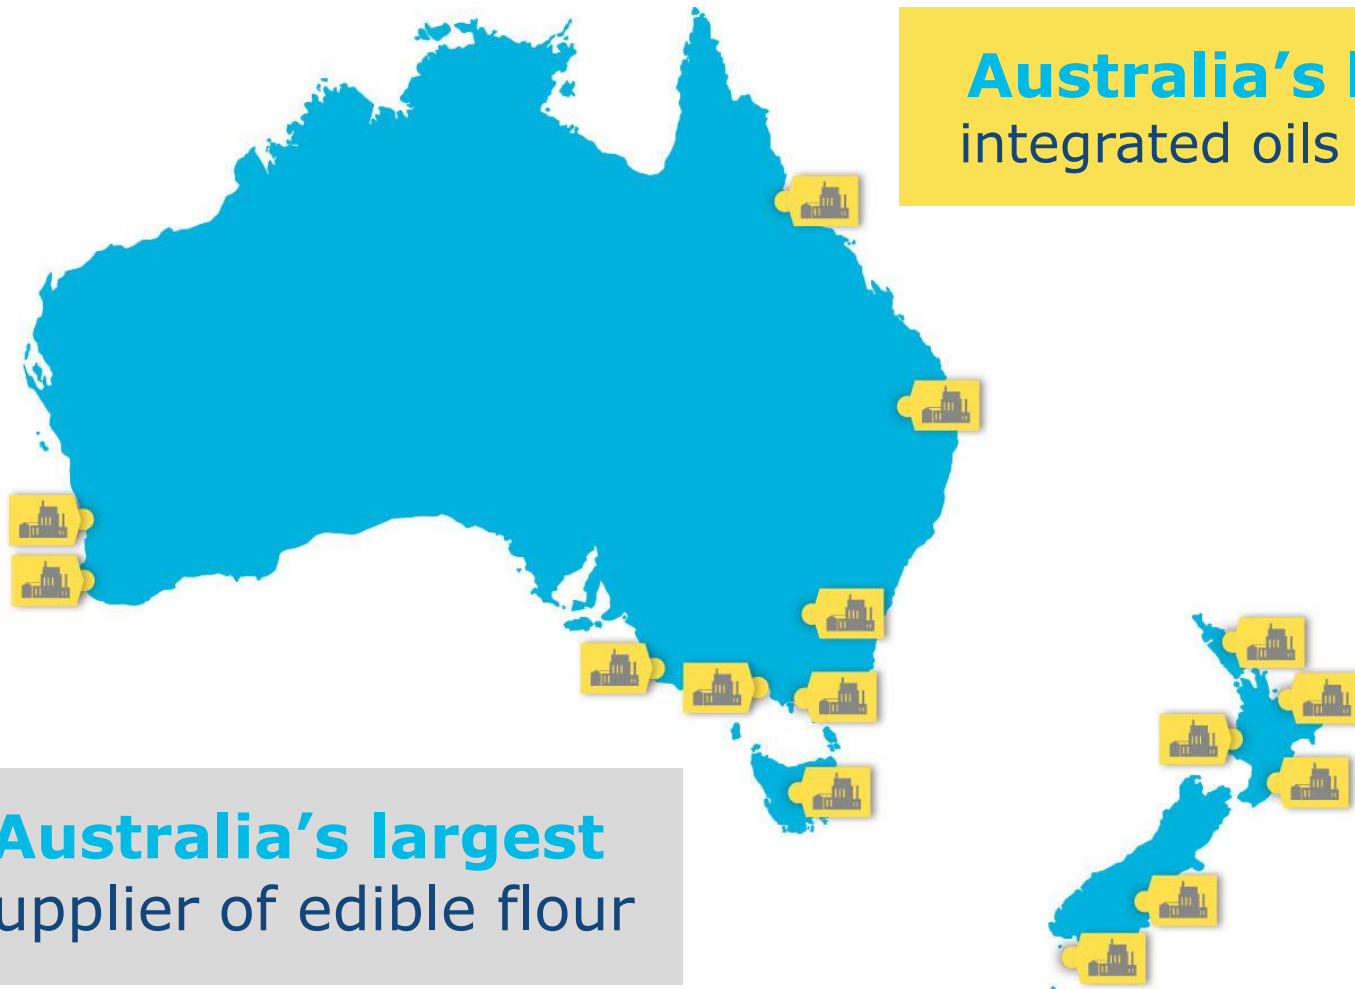 Australia’s
integrated oils
Australia’s largest
upplier of edible flour